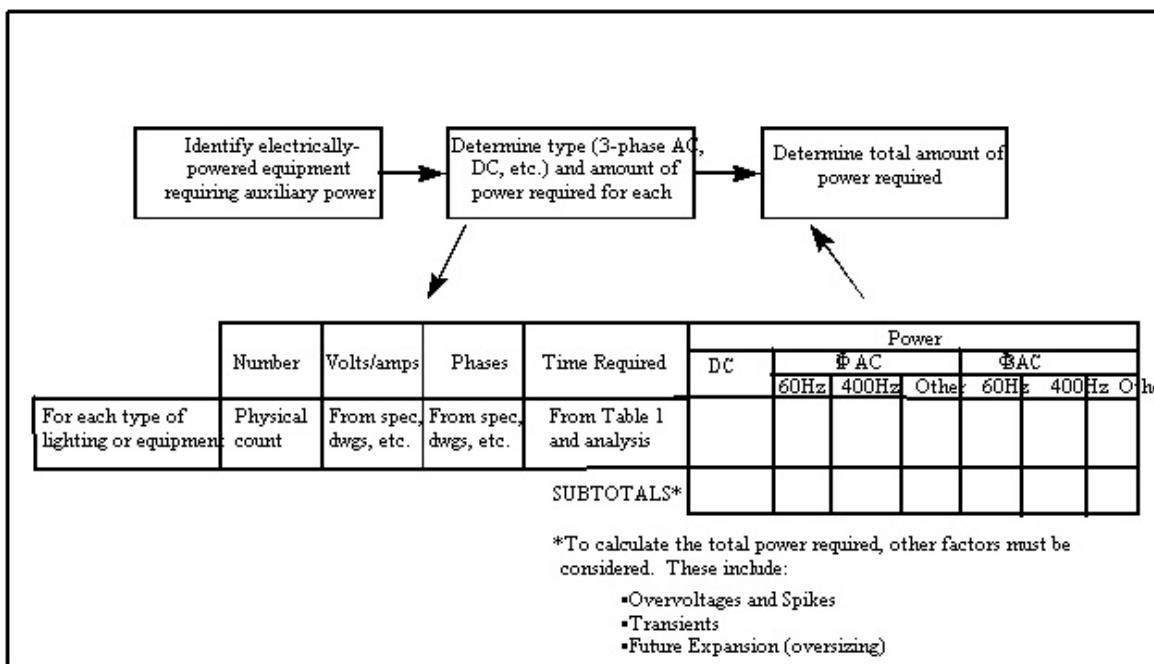 Identify electrically-
powered equipment
requiring auxiliary power
Determine type (3-phase AC,
DC, etc.) and amount of
power required for each
Determine total amount of
power required
Power
Number Volts/amps Phases Time Required DC Φ AC Φ3AC
60Hz 400Hz Other 60Hz 400Hz Othe
For each type of
lighting or equipment
Physical
count
From spec,
dwgs, etc.
From spec,
dwgs, etc.
From Table 1
and analysis
SUBTOTALS*
*To calculate the total power required, other factors must be
considered. These include:
▪Overvoltages and Spikes
▪Transients
▪Future Expansion (oversizing)